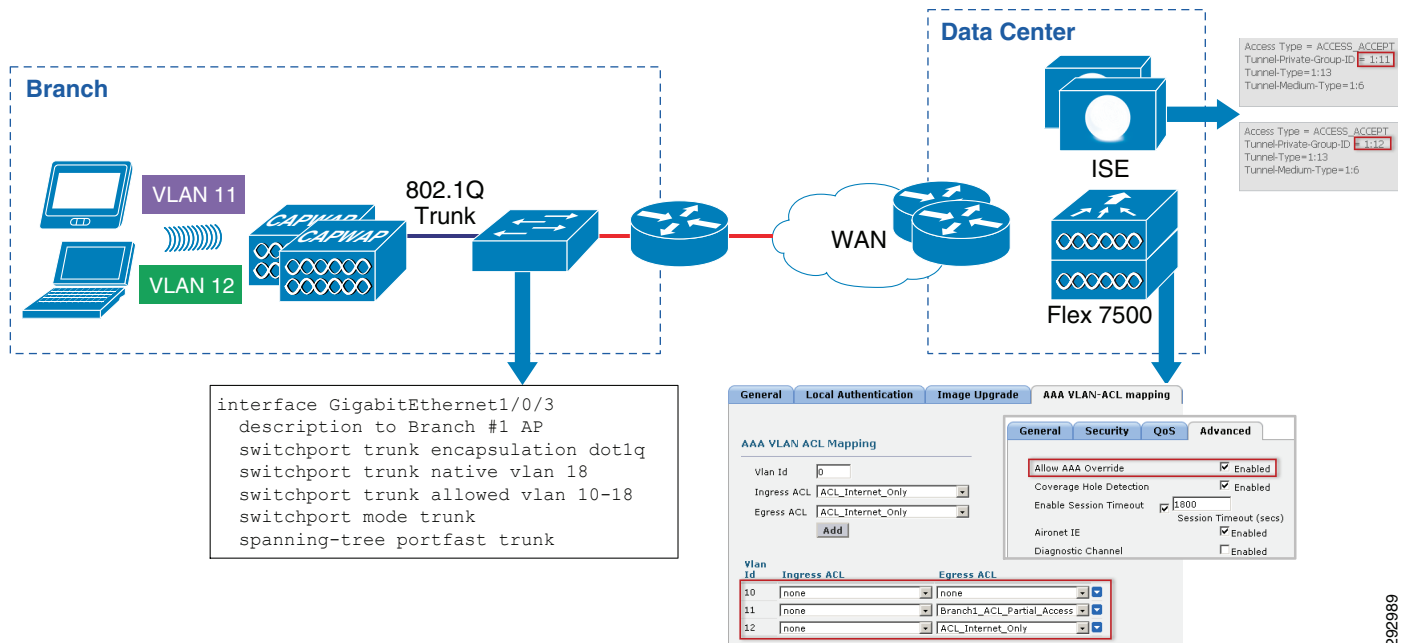 Branch
VLAN 11
VLAN 12
CAPWAP
CAPWAP
802.1Q
Trunk
WAN
Data Center
ISE
Flex 7500
Access Type = ACCESS_ACCEPT
Tunnel-Private-Group-ID = 1:11
Tunnel-Type=1:13
Tunnel-Medium-Type=1:6
Access Type = ACCESS_ACCEPT
Tunnel-Private-Group-ID = 1:12
Tunnel-Type=1:13
Tunnel-Medium-Type=1:6
interface GigabitEthernet1/0/3
description to Branch #1 AP
switchport trunk encapsulation dot1q
switchport trunk native vlan 18
switchport trunk allowed vlan 10-18
switchport mode trunk
spanning-tree portfast trunk
General Local Authentication Image Upgrade AAA VLAN-ACL mapping
AAA VLAN ACL Mapping
Vlan Id 0
Ingress ACL ACL_Internet_Only
Egress ACL ACL_Internet_Only
Add
Vlan
Id Ingress ACL Egress ACL
10 none none
11 none Branch1_ACL_Partial_Access
12 none ACL_Internet_Only
General Security QoS Advanced
Allow AAA Override Enabled
Coverage Hole Detection Enabled
Enable Session Timeout 1800
Session Timeout (secs)
Aironet IE Enabled
Diagnostic Channel Enabled
292989